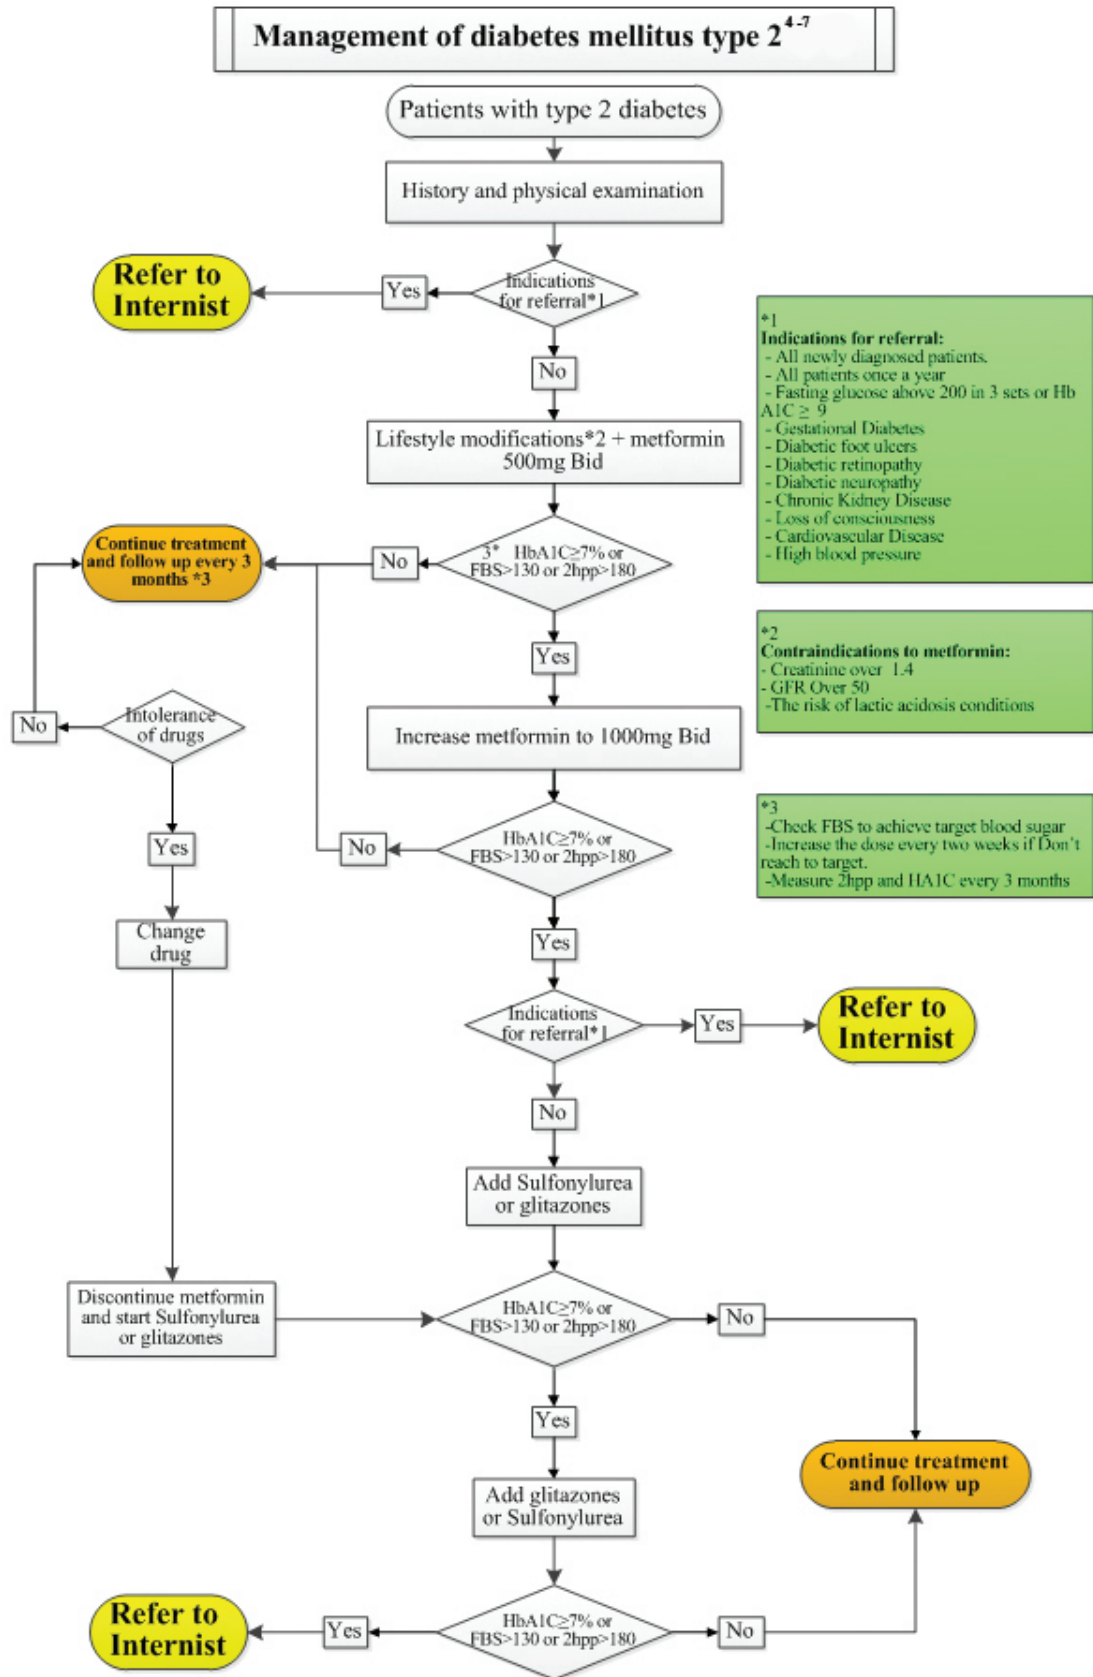 Management of diabetes mellitus type 2 4-7
Patients with type 2 diabetes
History and physical examination
Indications
for referral*1
Yes
Refer to
Internist
No
Lifestyle modifications*2 + metformin
500mg Bid
3* HbA1C≥7% or
FBS>130 or 2hpp>180
No
Continue treatment
and follow up every 3
months *3
Yes
Increase metformin to 1000mg Bid
Intolerance
of drugs
No
Yes
Change
drug
Discontinue metformin
and start Sulfonylurea
or glitazones
HbA1C≥7% or
FBS>130 or 2hpp>180
No
Yes
Indications
for referral*1
Yes
Refer to
Internist
No
Add Sulfonylurea
or glitazones
HbA1C≥7% or
FBS>130 or 2hpp>180
No
Yes
Continue treatment
and follow up
Add glitazones
or Sulfonylurea
HbA1C≥7% or
FBS>130 or 2hpp>180
No
Yes
Refer to
Internist
*1
Indications for referral:
- All newly diagnosed patients.
- All patients once a year
- Fasting glucose above 200 in 3 sets or Hb
A1C ≥ 9
- Gestational Diabetes
- Diabetic foot ulcers
- Diabetic retinopathy
- Diabetic neuropathy
- Chronic Kidney Disease
- Loss of consciousness
- Cardiovascular Disease
- High blood pressure
*2
Contraindications to metformin:
- Creatinine over 1.4
- GFR Over 50
-The risk of lactic acidosis conditions
*3
-Check FBS to achieve target blood sugar
-Increase the dose every two weeks if Don't
reach to target.
-Measure 2hpp and HA1C every 3 months